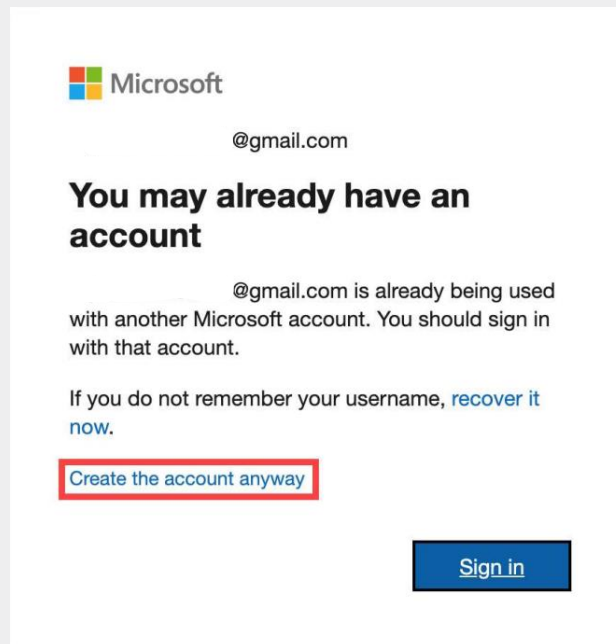 Microsoft
@gmail.com
You may already have an
account
@gmail.com is already being used
with another Microsoft account. You should sign in
with that account.
If you do not remember your username, recover it
now.
Create the account anyway
Sign in